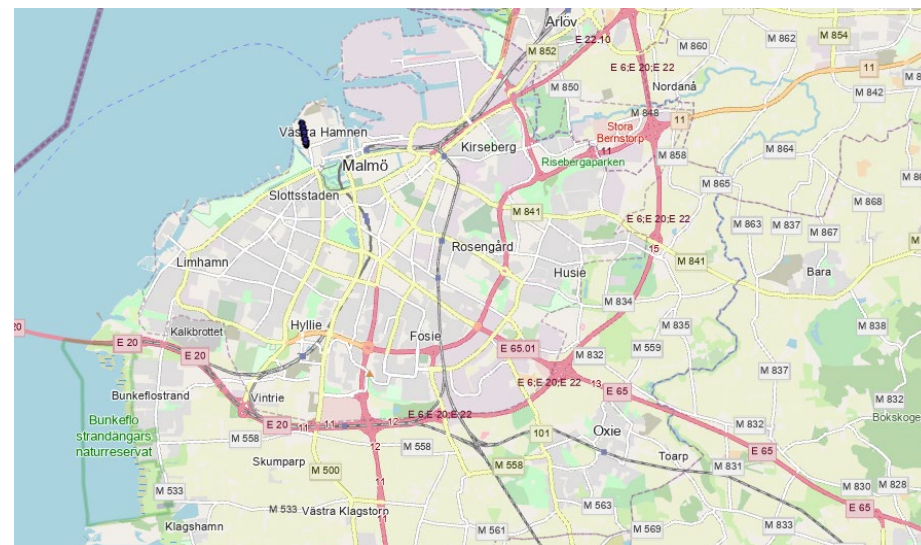 Arlöv
E 22.10
M 852
M 860
M 862
M 854
E 6;E 20;E 22
11
M 850
Nordanå
M 842
M 848
11
Västra Hamnen
Stora
Bernstorp
Kirseberg
11
M 864
M 858
Malmö
Risebergaparken
M 865
Slottsstaden
M 868
M 841
E 6;E 20;E 22
M 863
M 837
M 867
Rosengård
15
Limhamn
M 841
Husie
Bara
M 834
Hyllie
M 835
M 838
Kalkbrottet
Fosie
E 20
E 20
E 65.01
M 832
M 559
E 6;E 20;E 22
13
M 837
E 65
Bunkeflostrand
Vintrie
M 832
Bunkeflo
strandängars
naturreservat
E 6;E 20;E 22
M 832
Bokskoge
E 20
11
11
12
101
Oxie
M 558
12
M 558
E 65
Toarp
Skumparp
M 500
M 558
M 831
11
M 533
M 563
M 830
M 828
M 533
Västra Klagstorp
E 65
Klagshamn
11
M 561
M 569
M 833